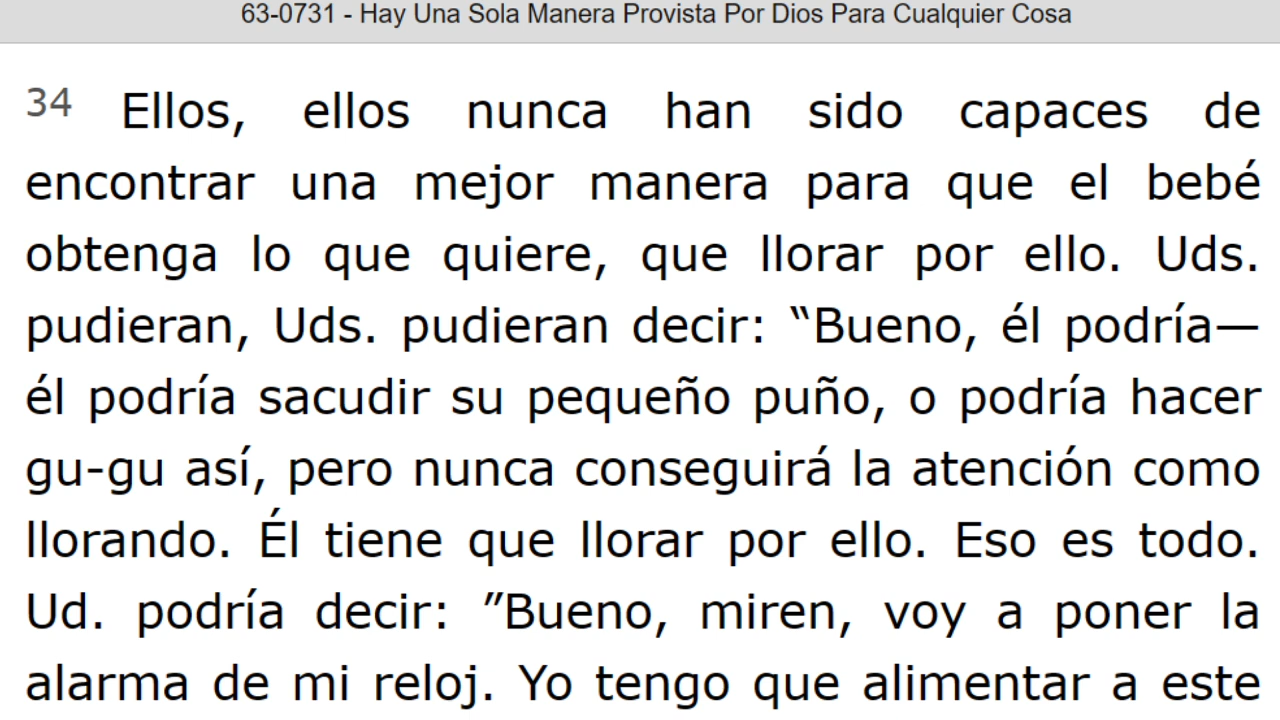 63-0731 - Hay Una Sola Manera Provista Por Dios Para Cualquier Cosa
34 Ellos, ellos nunca han sido capaces de
encontrar una mejor manera para que el bebé
obtenga lo que quiere, que llorar por ello. Uds.
pudieran, Uds. pudieran decir: “Bueno, él podría—
él podría sacudir su pequeño puño, o podría hacer
gu-gu así, pero nunca conseguirá la atención como
llorando. Él tiene que llorar por ello. Eso es todo.
Ud. podría decir: ”Bueno, miren, voy a poner la
alarma de mi reloj. Yo tengo que alimentar a este